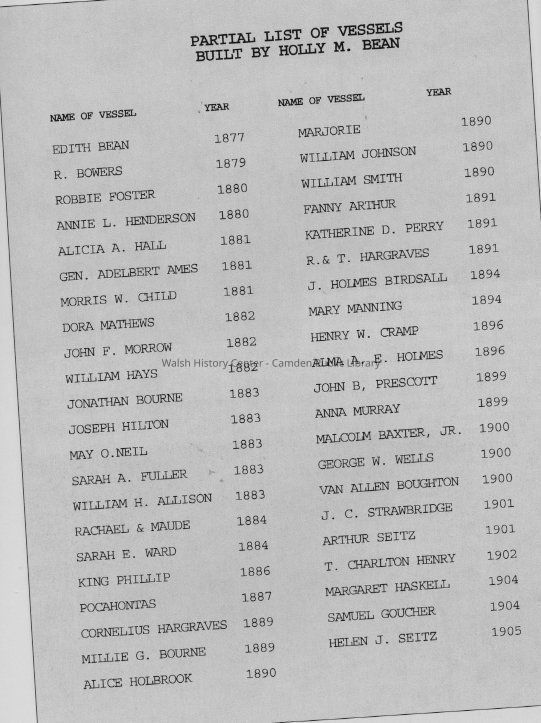 PARTIAL LIST OF VESSELS
BUILT BY HOLLY M. BEAN
NAME OF VESSEL YEAR
EDITH BEAN 1877
R. BOWERS 1879
ROBBIE FOSTER 1880
ANNIE L. HENDERSON 1880
ALICIA A. HALL 1881
GEN. ADELBERT AMES 1881
MORRIS W. CHILD 1881
DORA MATHEWS 1882
JOHN F. MORROW 1882
WILLIAM HAYS 1882
JONATHAN BOURNE 1883
JOSEPH HILTON 1883
MAY O.NEIL 1883
SARAH A. FULLER 1883
WILLIAM H. ALLISON 1883
RACHAEL & MAUDE 1884
SARAH E. WARD 1884
KING PHILLIP 1886
POCAHONTAS 1887
CORNELIUS HARGRAVES 1889
MILLIE G. BOURNE 1889
ALICE HOLBROOK 1890
NAME OF VESSEL YEAR
MARJORIE 1890
WILLIAM JOHNSON 1890
WILLIAM SMITH 1890
FANNY ARTHUR 1891
KATHERINE D. PERRY 1891
R.& T. HARGRAVES 1891
J. HOLMES BIRDSALL 1894
MARY MANNING 1894
HENRY W. CRAMP 1896
ALMA A. E. HOLMES 1896
JOHN B, PRESCOTT 1899
ANNA MURRAY 1899
MALCOLM BAXTER, JR. 1900
GEORGE W. WELLS 1900
VAN ALLEN BOUGHTON 1900
J. C. STRAWBRIDGE 1901
ARTHUR SEITZ 1901
T. CHARLTON HENRY 1902
MARGARET HASKELL 1904
SAMUEL GOUCHER 1904
HELEN J. SEITZ 1905
Walsh History Center - Camden Public Library